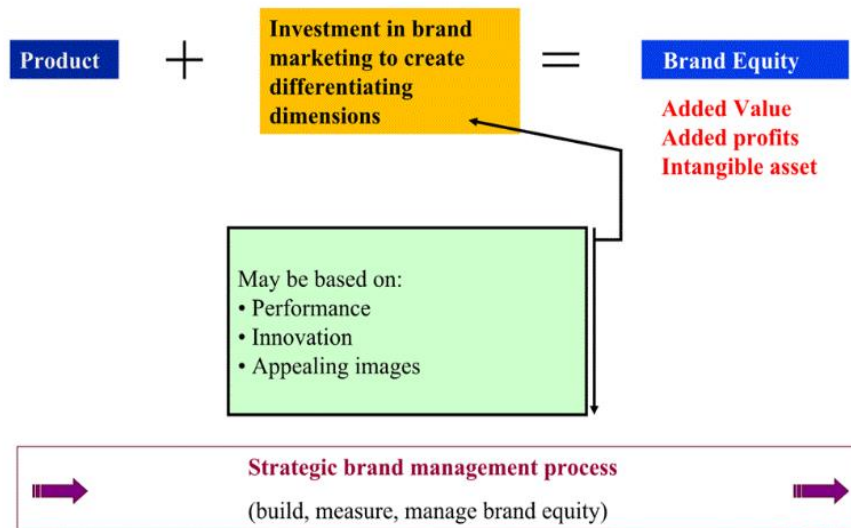 Product
+
Investment in brand
marketing to create
differentiating
dimensions
=
Brand Equity
Added Value
Added profits
Intangible asset
May be based on:
• Performance
• Innovation
• Appealing images
Strategic brand management process
(build, measure, manage brand equity)